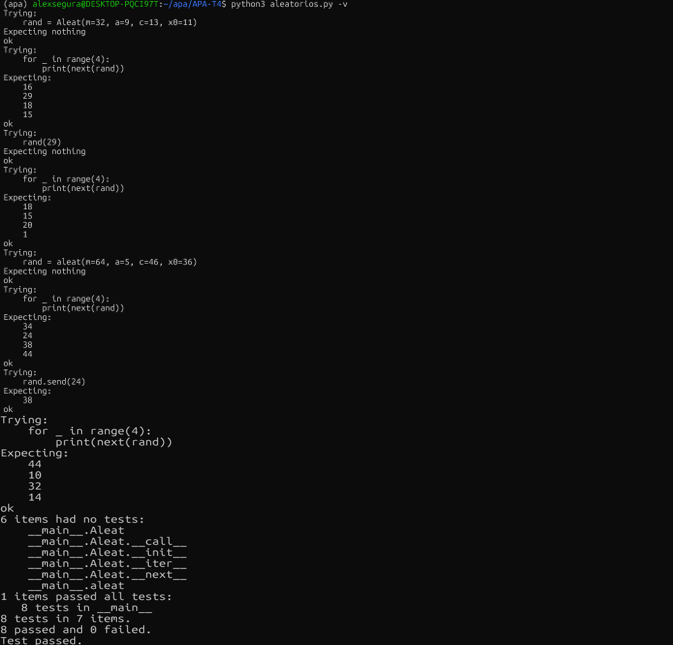 (apa) alexsegura@DESKTOP-PQCI97T:~/apa/APA-T4$ python3 aleatorios.py -v
Trying:
    rand = Aleat(m=32, a=9, c=13, x0=11)
Expecting nothing
ok
Trying:
    for _ in range(4):
        print(next(rand))
Expecting:
    16
    29
    18
    15
ok
Trying:
    rand(29)
Expecting nothing
ok
Trying:
    for _ in range(4):
        print(next(rand))
Expecting:
    18
    15
    20
    1
ok
Trying:
    rand = aleat(m=64, a=5, c=46, x0=36)
Expecting nothing
ok
Trying:
    for _ in range(4):
        print(next(rand))
Expecting:
    34
    24
    38
    44
ok
Trying:
    rand.send(24)
Expecting:
    38
ok
Trying:
    for _ in range(4):
        print(next(rand))
Expecting:
    44
    10
    32
    14
ok
6 items had no tests:
    __main__.Aleat
    __main__.Aleat.__call__
    __main__.Aleat.__init__
    __main__.Aleat.__iter__
    __main__.Aleat.__next__
    __main__.aleat
1 items passed all tests:
   8 tests in __main__
8 tests in 7 items.
8 passed and 0 failed.
Test passed.